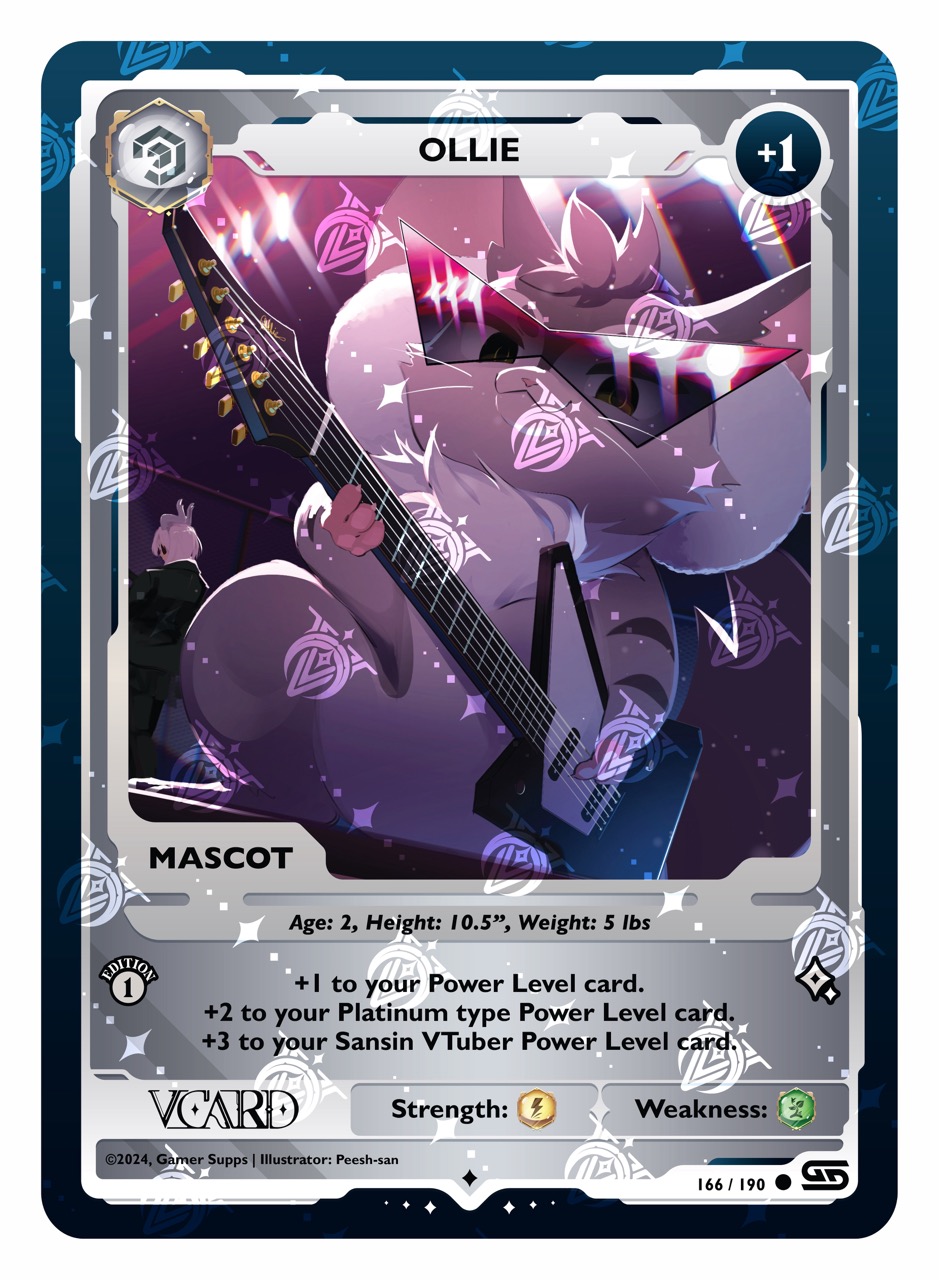 OLLIE
+1
MASCOT
Age: 2, Height: 10.5”, Weight: 5 lbs
EDITION
1
+1 to your Power Level card.
+2 to your Platinum type Power Level card.
+3 to your Sansin VTuber Power Level card.
VCARD
Strength:
Weakness:
©2024, Gamer Supps | Illustrator: Peesh-san
166 / 190